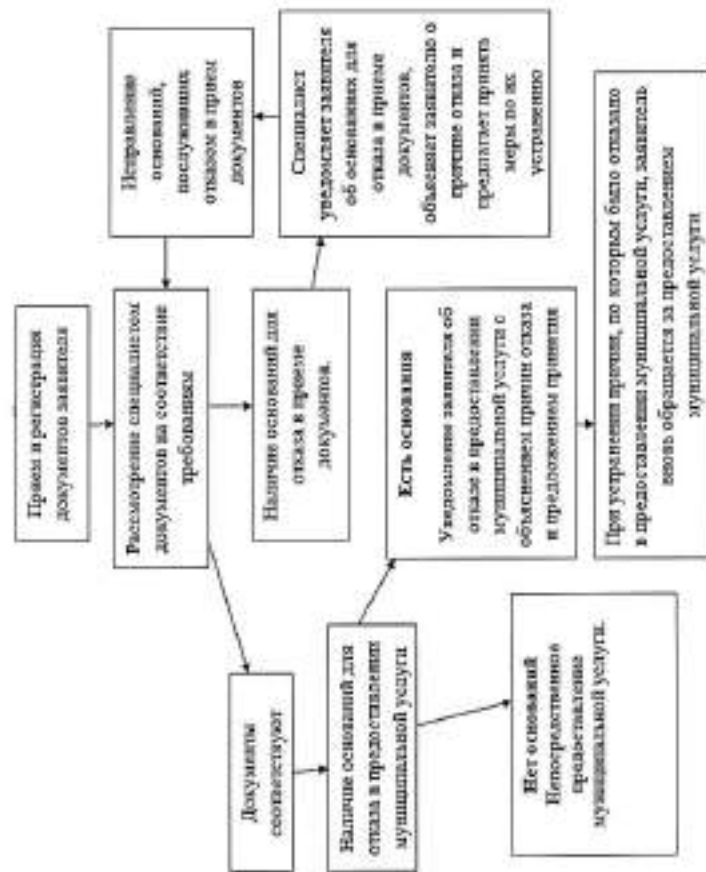 Прием и регистрация
документов заявителя
Рассмотрение специалистом
документов на соответствие
требованиям
Исправление
оснований,
послуживших
отказом в прием
документов
Документы
соответствуют
Наличие оснований для
отказа в приеме
документов.
Специалист
уведомляет заявителя
об основаниях для
отказа в приеме
документов,
объясняет заявителю о
причине отказа и
предлагает принять
меры по их
устранению
Наличие оснований для
отказа в предоставлении
муниципальной услуги
Есть основания
Уведомление заявителя об
отказе в предоставлении
муниципальной услуги с
объяснением причин отказа
и предложением принятия
Нет оснований
Непосредственное
предоставление
муниципальной услуги.
При устранении причин, по которым было отказано
в предоставлении муниципальной услуги, заявитель
вновь обращается за предоставлением
муниципальной услуги